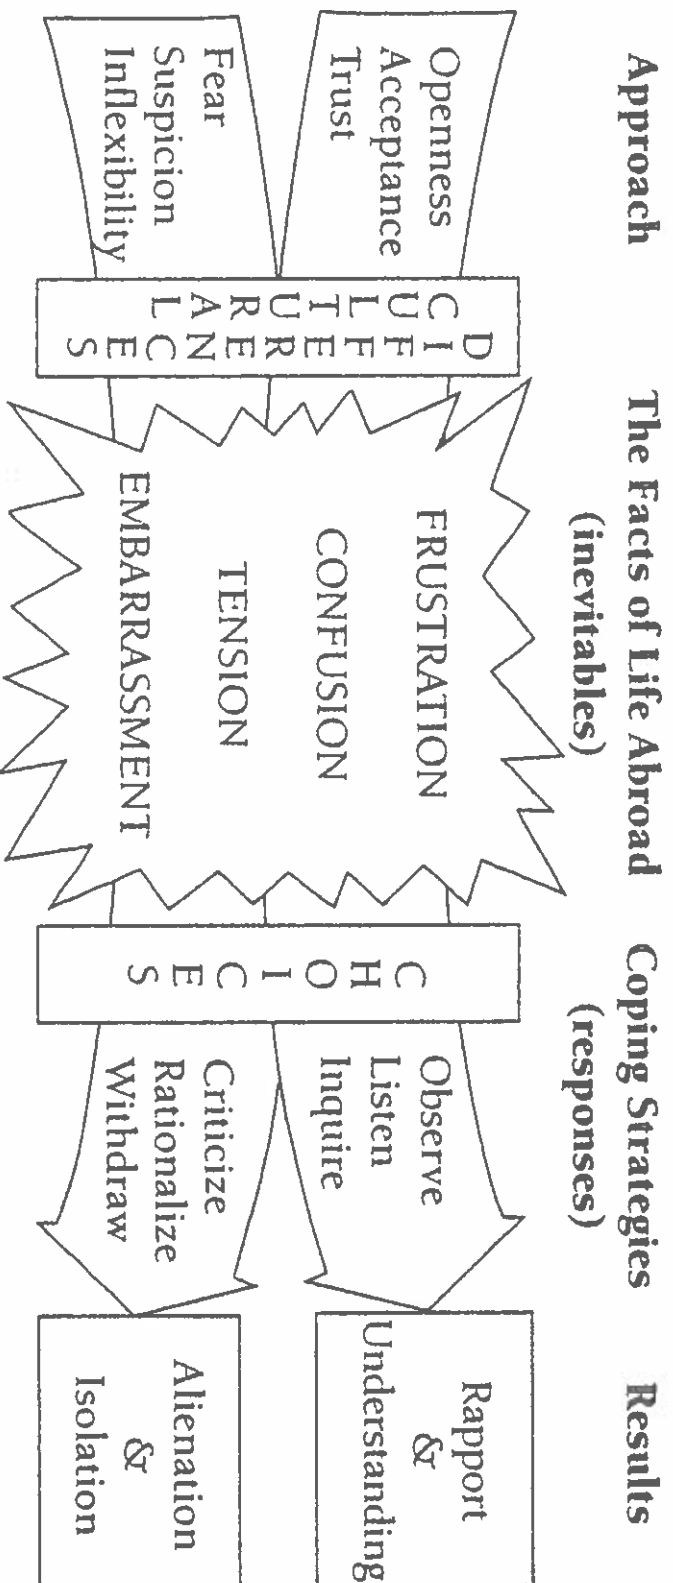 Approach
The Facts of Life Abroad
(inevitables)
Coping Strategies
(responses)
Results
Openness
Acceptance
Trust
Fear
Suspicion
Inflexibility
CULTURAL
DIFFERENCES
FRUSTRATION
CONFUSION
TENSION
EMBARRASSMENT
CHOICES
Observe
Listen
Inquire
Criticize
Rationalize
Withdraw
Rapport
&
Understanding
Alienation
&
Isolation